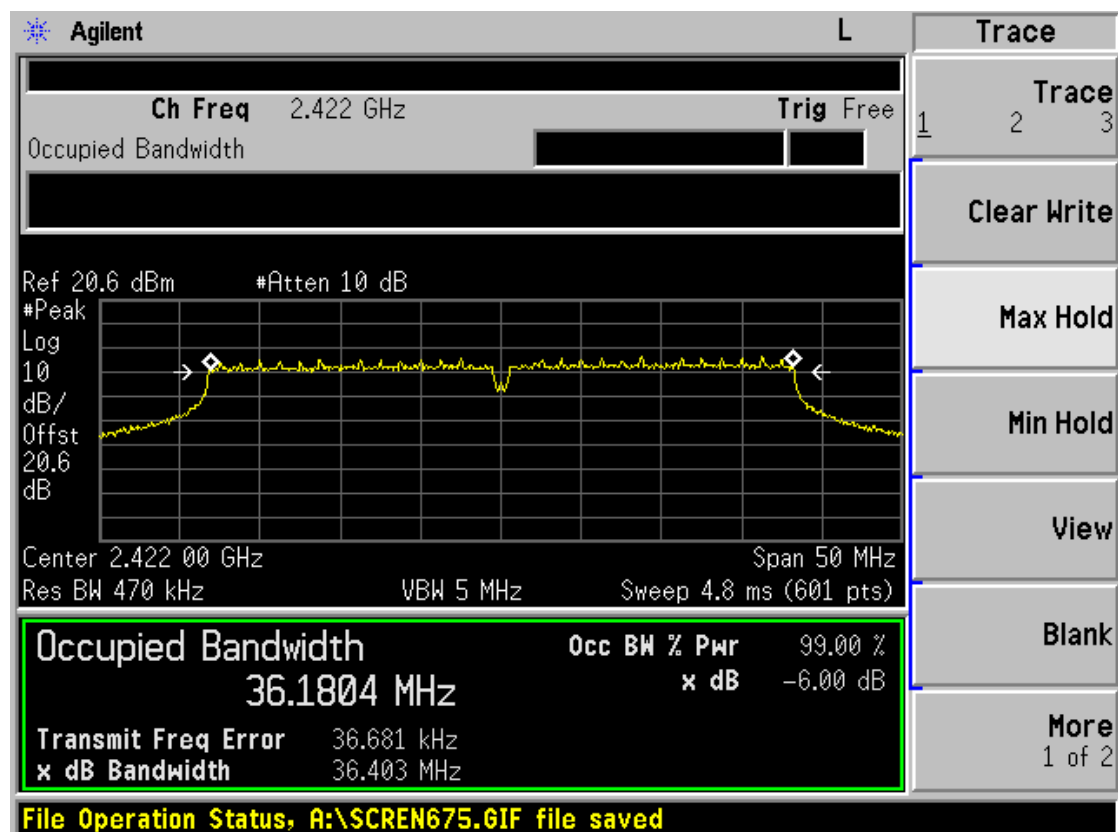 Agilent L Trace
Ch Freq 2.422 GHz Trig Free
Occupied Bandwidth
Trace
1 2 3
Clear Write
Max Hold
Min Hold
View
Blank
More
1 of 2
Ref 20.6 dBm #Atten 10 dB
#Peak
Log
10
dB/
Offst
20.6
dB
Center 2.422 00 GHz Span 50 MHz
Res BW 470 kHz VBW 5 MHz Sweep 4.8 ms (601 pts)
Occupied Bandwidth Occ BW % Pwr 99.00 %
36.1804 MHz x dB -6.00 dB
Transmit Freq Error 36.681 kHz
x dB Bandwidth 36.403 MHz
File Operation Status, A:\SCREN675.GIF file saved